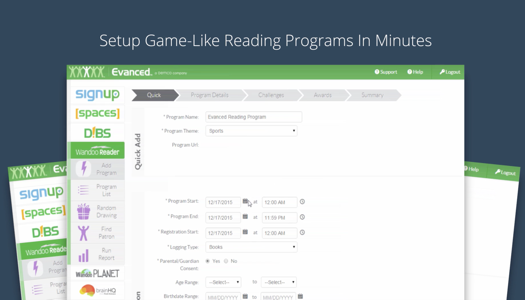 Setup Game-Like Reading Programs In Minutes
Evanced.
Support Help Logout
signup
[spaces]
DiBS
Wandoo Reader
Add Program
Program List
Random Drawing
Find Patron
Run Report
Wandoo PLANET
brainHQ
Quick Program Details Challenges Awards Summary
Quick Add
* Program Name: Evanced Reading Program
* Program Theme: Sports
Program Url:
* Program Start: 12/17/2015 at 12:00 AM
* Program End: 12/17/2015 at 11:55 PM
* Registration Start: 12/17/2015 at 12:00 AM
* Logging Type: Books
* Parental/Guardian Consent: Yes No
Age Range: --Select-- to --Select--
Birthdate Range MM/DD/YYYY to MM/DD/YYYY
signup
[spaces]
DiBS
Wandoo Reader
Add
Program
Program
List
Help Logout